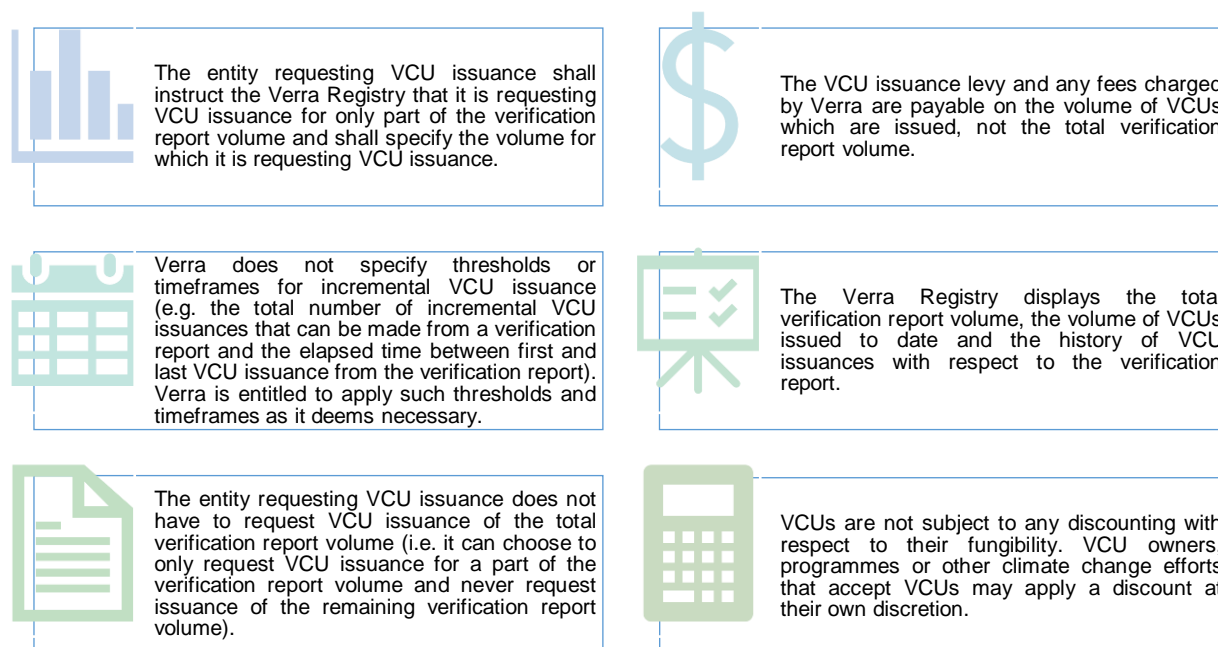 The entity requesting VCU issuance shall
instruct the Verra Registry that it is requesting
VCU issuance for only part of the verification
report volume and shall specify the volume for
which it is requesting VCU issuance.
The VCU issuance levy and any fees charged
by Verra are payable on the volume of VCUs
which are issued, not the total verification
report volume.
Verra does not specify thresholds or
timeframes for incremental VCU issuance
(e.g. the total number of incremental VCU
issuances that can be made from a verification
report and the elapsed time between first and
last VCU issuance from the verification report).
Verra is entitled to apply such thresholds and
timeframes as it deems necessary.
The Verra Registry displays the total
verification report volume, the volume of VCUs
issued to date and the history of VCU
issuances with respect to the verification
report.
The entity requesting VCU issuance does not
have to request VCU issuance of the total
verification report volume (i.e. it can choose to
only request VCU issuance for a part of the
verification report volume and never request
issuance of the remaining verification report
volume).
VCUs are not subject to any discounting with
respect to their fungibility. VCU owners,
programmes or other climate change efforts
that accept VCUs may apply a discount at
their own discretion.